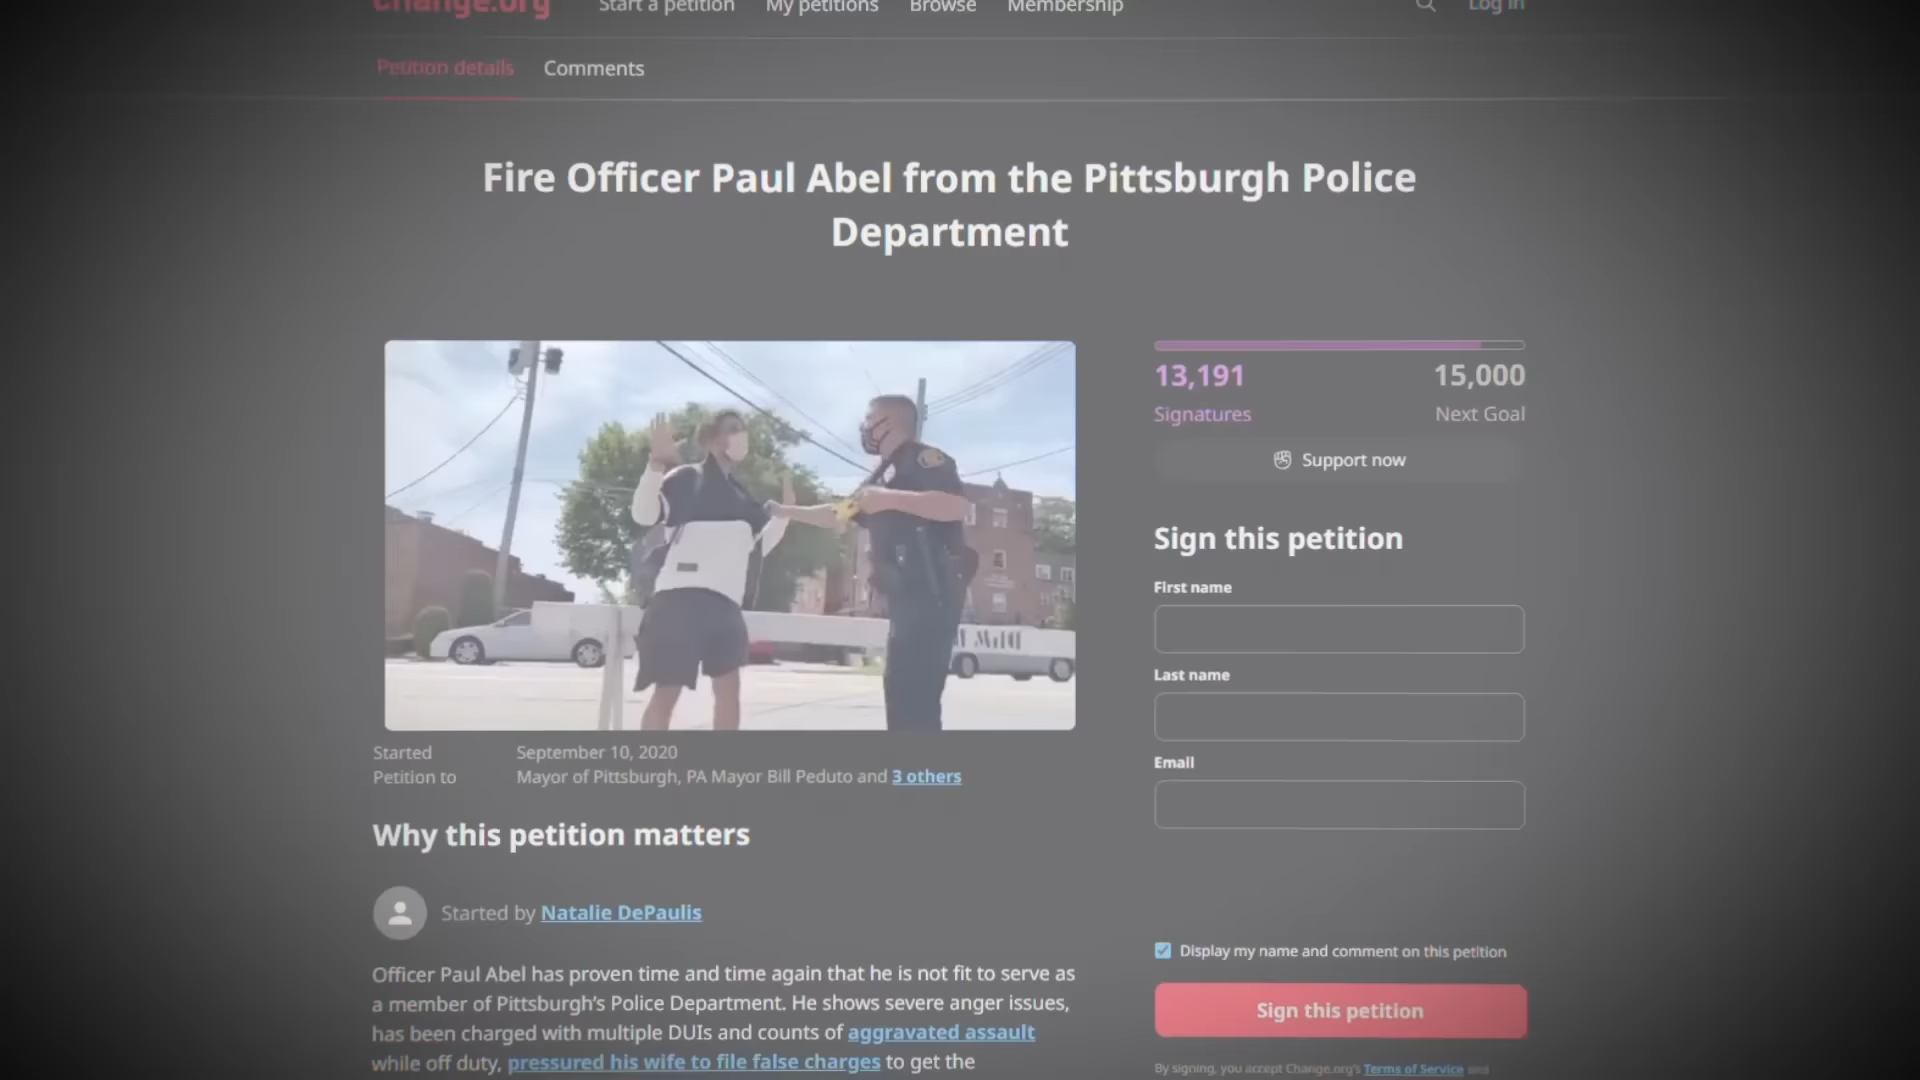 change.org Start a petition My petitions Browse Membership Log in
Petition details Comments
Fire Officer Paul Abel from the Pittsburgh Police
Department
13,191 15,000
Signatures Next Goal
Support now
Sign this petition
First name
Last name
Email
Started September 10, 2020
Petition to Mayor of Pittsburgh, PA Mayor Bill Peduto and 3 others
Why this petition matters
Started by Natalie DePaulis
Officer Paul Abel has proven time and time again that he is not fit to serve as
a member of Pittsburgh’s Police Department. He shows severe anger issues,
has been charged with multiple DUIs and counts of aggravated assault
while off duty, pressured his wife to file false charges to get the
Display my name and comment on this petition
Sign this petition
By signing, you accept Change.org’s Terms of Service and